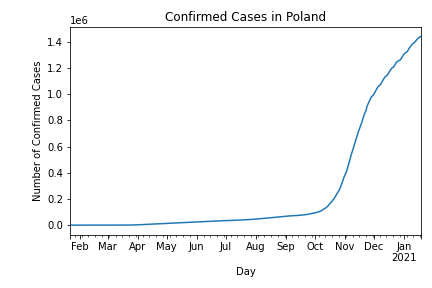 Confirmed Cases in Poland
1e6
1.4
1.2
1.0
0.8
0.6
0.4
0.2
0.0
Number of Confirmed Cases
Feb Mar Apr May Jun Jul Aug Sep Oct Nov Dec Jan
2021
Day